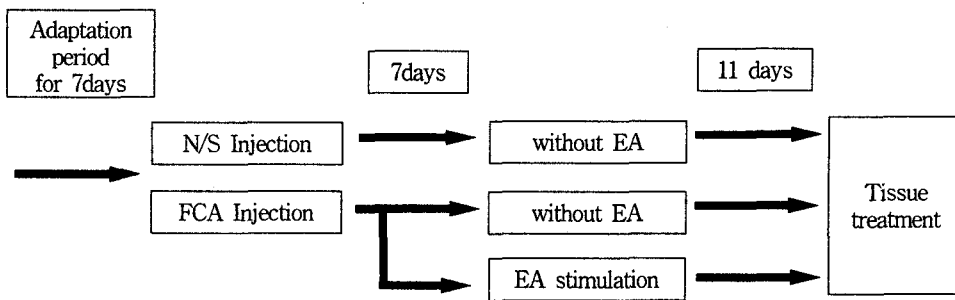 Adaptation
period
for 7days
7days
11 days
N/S Injection
without EA
FCA Injection
without EA
Tissue
treatment
EA stimulation